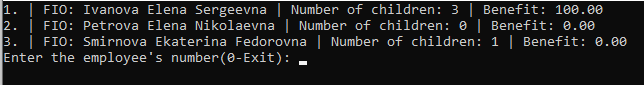 1. | FIO: Ivanova Elena Sergeevna | Number of children: 3 | Benefit: 100.00
2. | FIO: Petrova Elena Nikolaevna | Number of children: 0 | Benefit: 0.00
3. | FIO: Smirnova Ekaterina Fedorovna | Number of children: 1 | Benefit: 0.00
Enter the employee's number(0-Exit):